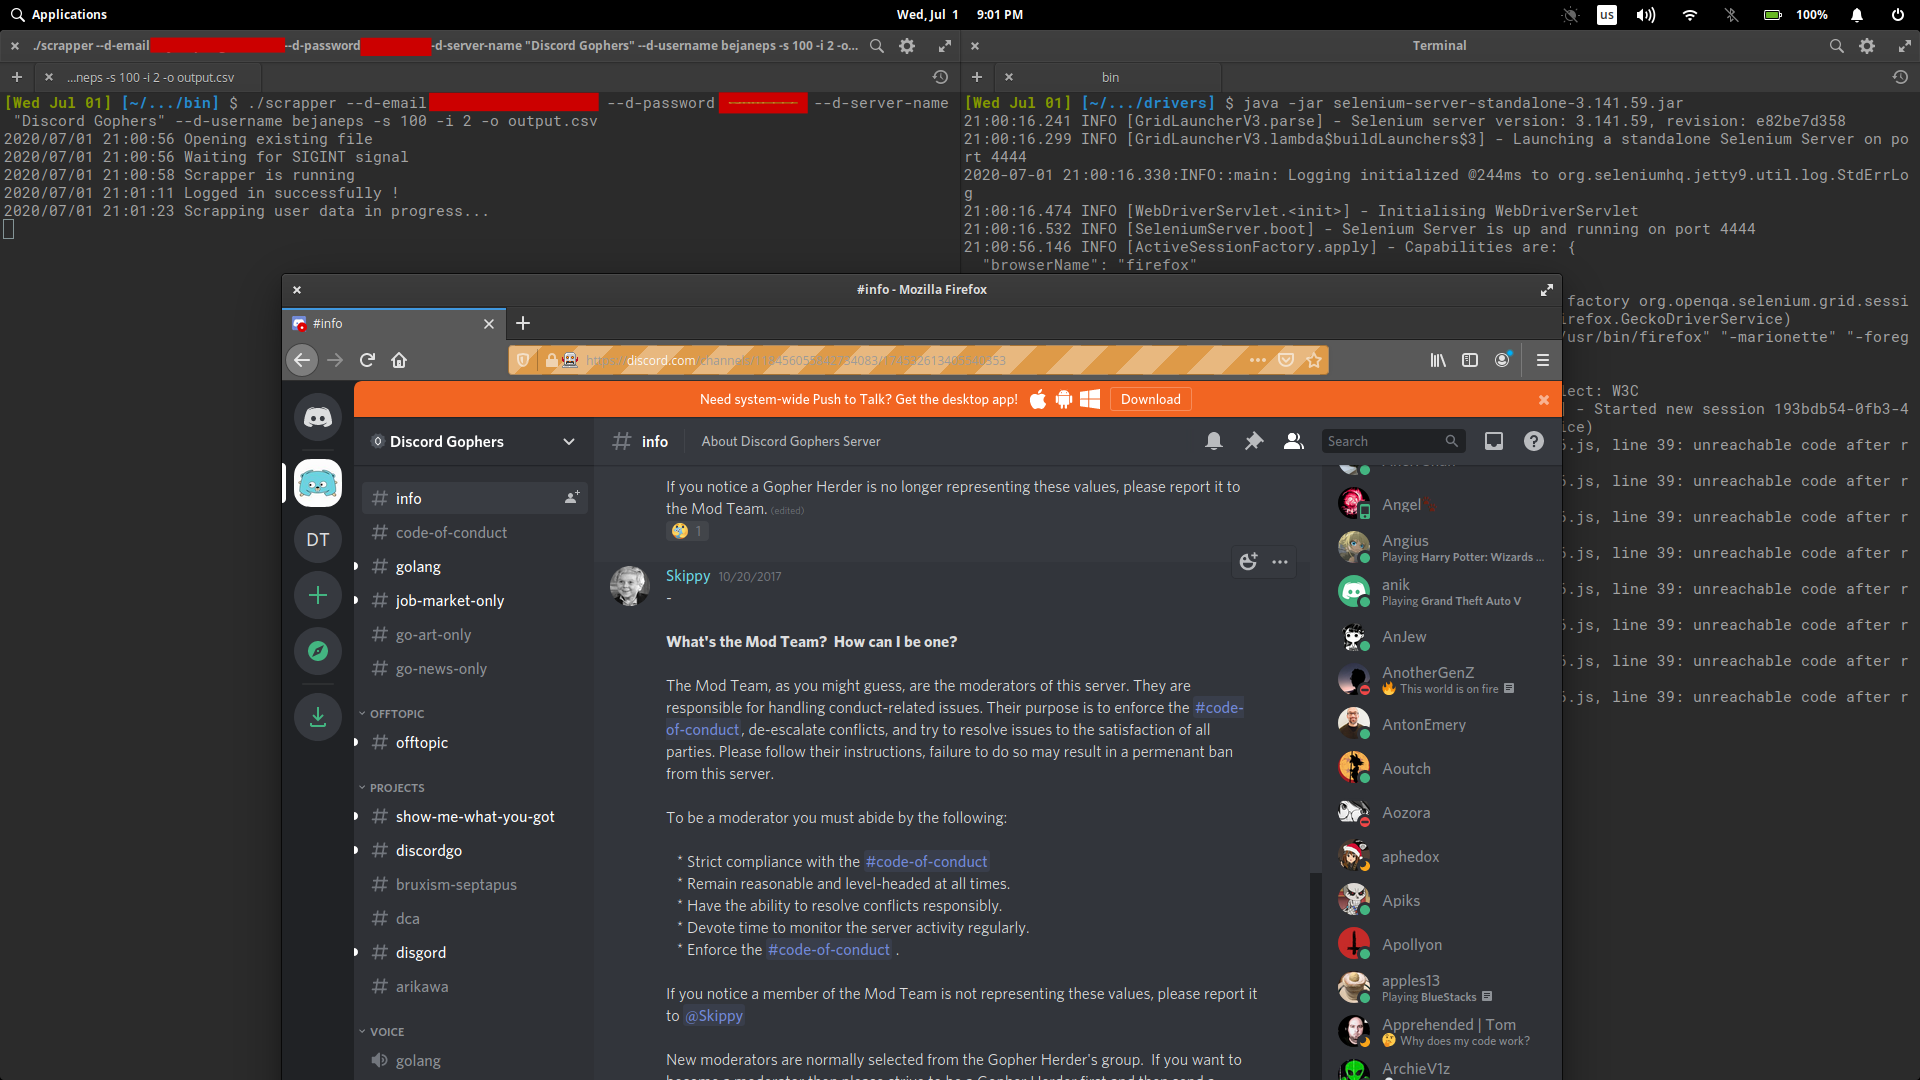 Applications
Wed, Jul 1 9:01 PM
us
100%
./scrapper --d-email --d-password -d-server-name "Discord Gophers" --d-username bejaneps -s 100 -i 2 -o...
...neps -s 100 -i 2 -o output.csv
[Wed Jul 01] [~/.../bin] $ ./scrapper --d-email --d-password --d-server-name
"Discord Gophers" --d-username bejaneps -s 100 -i 2 -o output.csv
2020/07/01 21:00:56 Opening existing file
2020/07/01 21:00:56 Waiting for SIGINT signal
2020/07/01 21:00:58 Scrapper is running
2020/07/01 21:01:11 Logged in successfully !
2020/07/01 21:01:23 Scrapping user data in progress...
Terminal
bin
[Wed Jul 01] [~/.../drivers] $ java -jar selenium-server-standalone-3.141.59.jar
21:00:16.241 INFO [GridLauncherV3.parse] - Selenium server version: 3.141.59, revision: e82be7d358
21:00:16.299 INFO [GridLauncherV3.lambda$buildLaunchers$3] - Launching a standalone Selenium Server on po
rt 4444
2020-07-01 21:00:16.330:INFO::main: Logging initialized @244ms to org.seleniumhq.jetty9.util.log.StdErrLo
g
21:00:16.474 INFO [WebDriverServlet.<init>] - Initialising WebDriverServlet
21:00:16.532 INFO [SeleniumServer.boot] - Selenium Server is up and running on port 4444
21:00:56.146 INFO [ActiveSessionFactory.apply] - Capabilities are: {
"browserName": "firefox"
factory org.openqa.selenium.grid.sessi
irefox.GeckoDriverService)
usr/bin/firefox" "-marionette" "-foreg
lect: W3C
] - Started new session 193bdb54-0fb3-4
ice)
.js, line 39: unreachable code after r
.js, line 39: unreachable code after r
.js, line 39: unreachable code after r
.js, line 39: unreachable code after r
.js, line 39: unreachable code after r
.js, line 39: unreachable code after r
.js, line 39: unreachable code after r
.js, line 39: unreachable code after r
#info - Mozilla Firefox
#info
https://discord.com/channels/118456055842734083/174532613405540353
Need system-wide Push to Talk? Get the desktop app! Download
Discord Gophers
DT
info
code-of-conduct
golang
job-market-only
go-art-only
go-news-only
OFFTOPIC
offtopic
PROJECTS
show-me-what-you-got
discordgo
bruxism-septapus
dca
disgord
arikawa
VOICE
golang
info About Discord Gophers Server
Search
If you notice a Gopher Herder is no longer representing these values, please report it to
the Mod Team. (edited)
1
Skippy 10/20/2017
-
What's the Mod Team? How can I be one?
The Mod Team, as you might guess, are the moderators of this server. They are
responsible for handling conduct-related issues. Their purpose is to enforce the #code-
of-conduct, de-escalate conflicts, and try to resolve issues to the satisfaction of all
parties. Please follow their instructions, failure to do so may result in a permenant ban
from this server.
To be a moderator you must abide by the following:
* Strict compliance with the #code-of-conduct
* Remain reasonable and level-headed at all times.
* Have the ability to resolve conflicts responsibly.
* Devote time to monitor the server activity regularly.
* Enforce the #code-of-conduct .
If you notice a member of the Mod Team is not representing these values, please report it
to @Skippy
New moderators are normally selected from the Gopher Herder's group. If you want to
Angel
Angius
Playing Harry Potter: Wizards ...
anik
Playing Grand Theft Auto V
AnJew
AnotherGenZ
This world is on fire
AntonEmery
Aoutch
Aozora
aphedox
Apiks
Apollyon
apples13
Playing BlueStacks
Apprehended | Tom
Why does my code work?
ArchieV1z